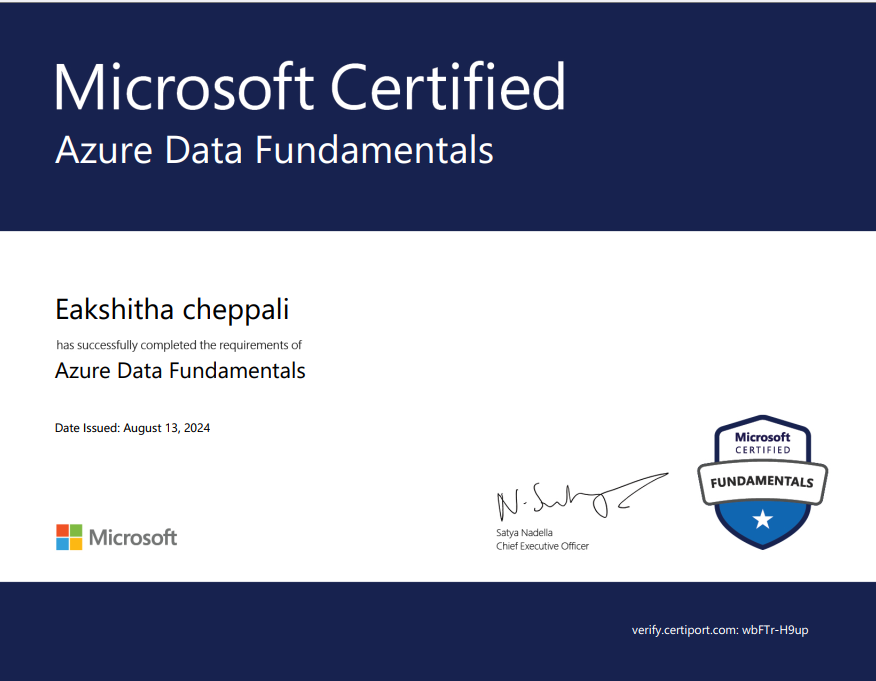 Microsoft Certified
Azure Data Fundamentals
Eakshitha cheppali
has successfully completed the requirements of
Azure Data Fundamentals
Date Issued: August 13, 2024
Microsoft
CERTIFIED
FUNDAMENTALS
N. Satya
Satya Nadella
Chief Executive Officer
Microsoft
verify.certiport.com: wbFTr-H9up